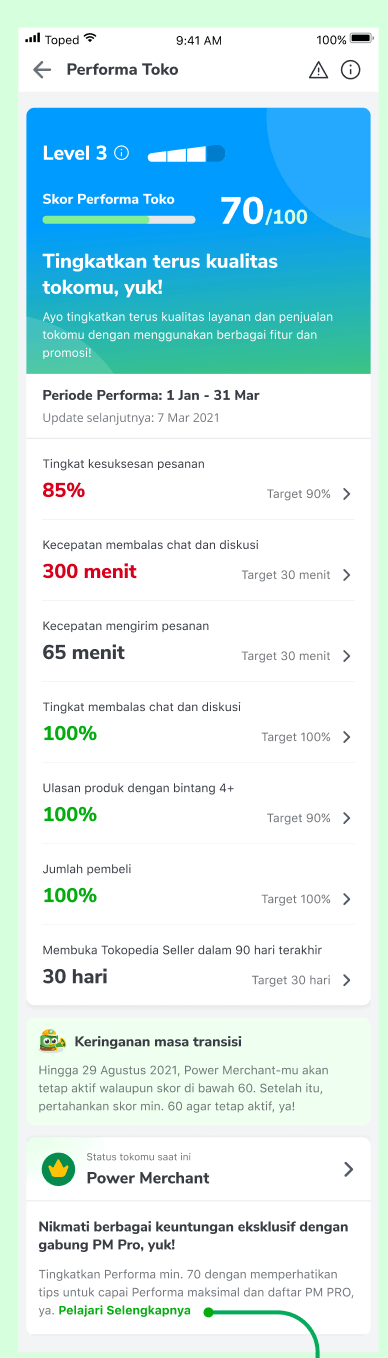 Toped 9:41 AM 100%
Performa Toko
Level 3
Skor Performa Toko 70/100
Tingkatkan terus kualitas
tokomu, yuk!
Ayo tingkatkan terus kualitas layanan dan penjualan
tokomu dengan menggunakan berbagai fitur dan
promosi!
Periode Performa: 1 Jan - 31 Mar
Update selanjutnya: 7 Mar 2021
Tingkat kesuksesan pesanan
85% Target 90%
Kecepatan membalas chat dan diskusi
300 menit Target 30 menit
Kecepatan mengirim pesanan
65 menit Target 30 menit
Tingkat membalas chat dan diskusi
100% Target 100%
Ulasan produk dengan bintang 4+
100% Target 90%
Jumlah pembeli
100% Target 100%
Membuka Tokopedia Seller dalam 90 hari terakhir
30 hari Target 30 hari
Keringanan masa transisi
Hingga 29 Agustus 2021, Power Merchant-mu akan
tetap aktif walaupun skor di bawah 60. Setelah itu,
pertahankan skor min. 60 agar tetap aktif, ya!
Status tokomu saat ini
Power Merchant
Nikmati berbagai keuntungan eksklusif dengan
gabung PM Pro, yuk!
Tingkatkan Performa min. 70 dengan memperhatikan
tips untuk capai Performa maksimal dan daftar PM PRO,
ya. Pelajari Selengkapnya